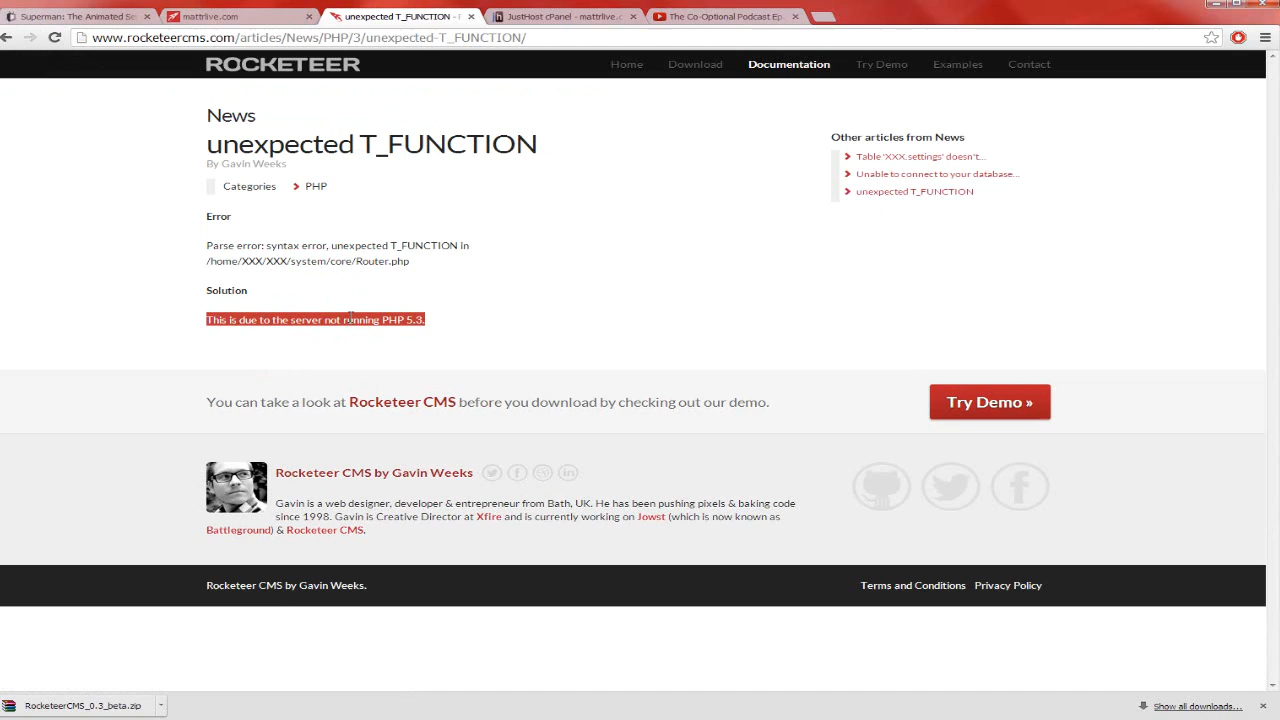 Superman: The Animated Se
mattrlive.com
unexpected T_FUNCTION -
JustHost cPanel - mattrlive.c
The Co-Optional Podcast Ep
www.rocketeercms.com/articles/News/PHP/3/unexpected-T_FUNCTION/
ROCKETEER
Home
Download
Documentation
Try Demo
Examples
Contact
News
unexpected T_FUNCTION
By Gavin Weeks
Categories
PHP
Other articles from News
Table 'XXX.settings' doesn't...
Unable to connect to your database...
unexpected T_FUNCTION
Error
Parse error: syntax error, unexpected T_FUNCTION in
/home/XXX/XXX/system/core/Router.php
Solution
This is due to the server not running PHP 5.3.
You can take a look at Rocketeer CMS before you download by checking out our demo.
Try Demo »
Rocketeer CMS by Gavin Weeks
Gavin is a web designer, developer & entrepreneur from Bath, UK. He has been pushing pixels & baking code
since 1998. Gavin is Creative Director at Xfire and is currently working on Jowst (which is now known as
Battleground) & Rocketeer CMS.
Rocketeer CMS by Gavin Weeks.
Terms and Conditions
Privacy Policy
RocketeerCMS_0.3_beta.zip
Show all downloads...